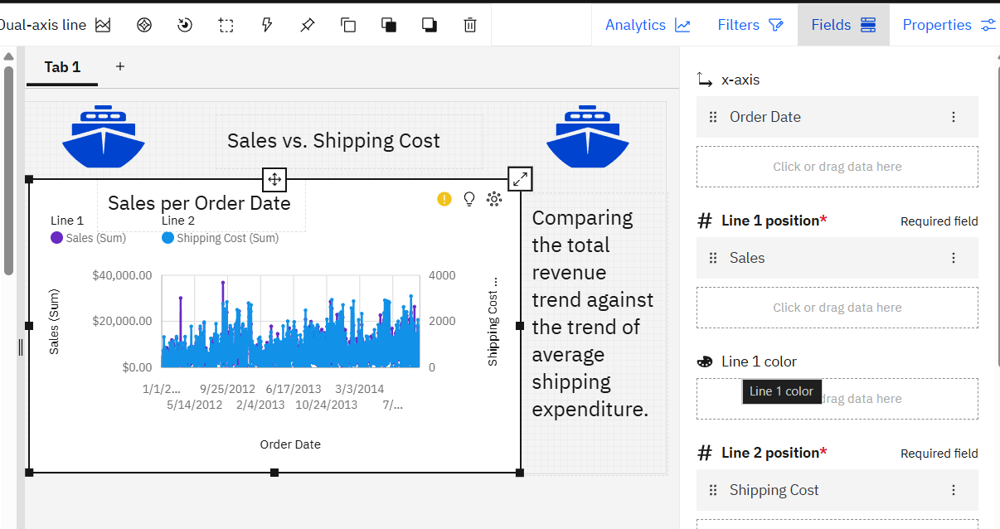 Dual-axis line
Analytics
Filters
Fields
Properties
Tab 1
+
Sales vs. Shipping Cost
Sales per Order Date
Line 1
Line 2
Sales (Sum)
Shipping Cost (Sum)
Sales (Sum)
$40,000.00
$20,000.00
$0.00
4000
2000
0
Shipping Cost ...
1/1/2... 9/25/2012 6/17/2013 3/3/2014
5/14/2012 2/4/2013 10/24/2013 7/...
Order Date
Comparing
the total
revenue
trend against
the trend of
average
shipping
expenditure.
x-axis
Order Date
Click or drag data here
# Line 1 position* Required field
Sales
Click or drag data here
Line 1 color
Line 1 color
drag data here
# Line 2 position* Required field
Shipping Cost